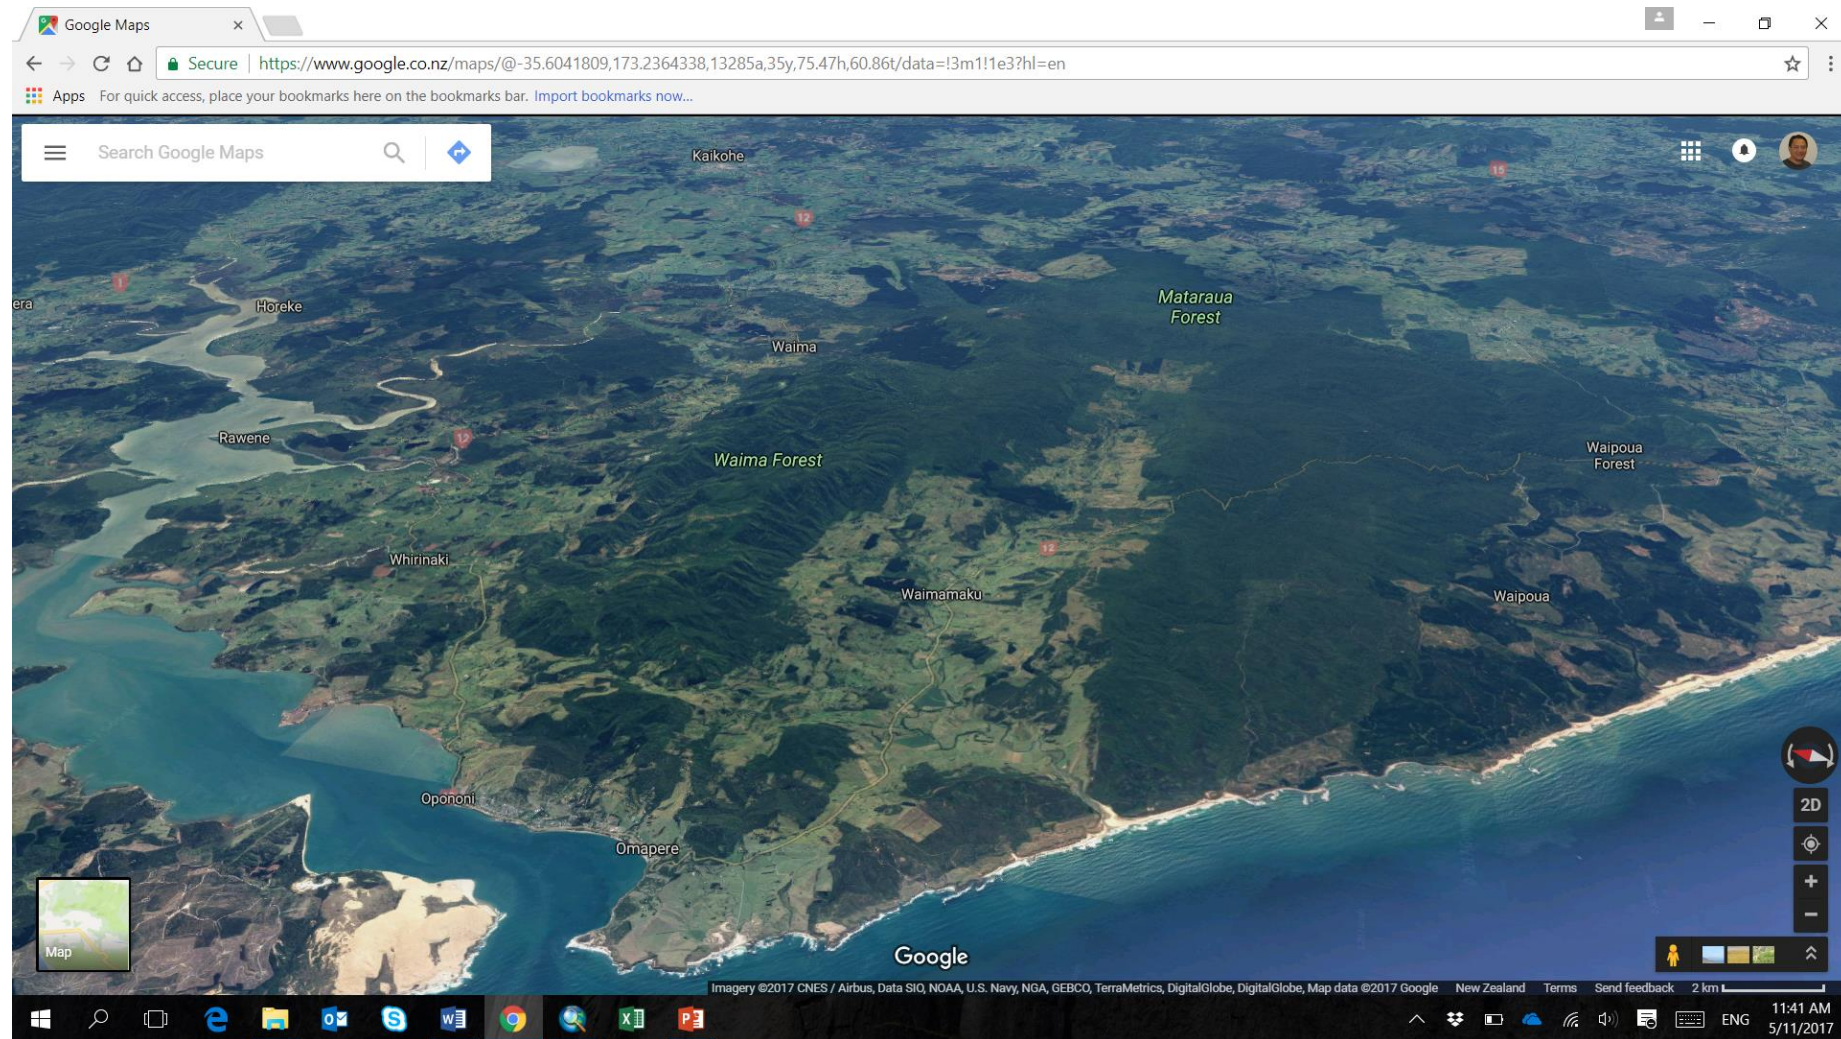 Google Maps
Secure
https://www.google.co.nz/maps/@-35.6041809,173.2364338,13285a,35y,75.47h,60.86t/data=!3m1!1e3?hl=en
Apps
For quick access, place your bookmarks here on the bookmarks bar. Import bookmarks now...
Search Google Maps
Kaikohe
15
12
1
era
Horeke
Mataraua
Forest
Waima
Rawene
12
Waima Forest
Waipoua
Forest
Whirinaki
12
Waimamaku
Waipoua
Opononi
2D
Omapere
Map
Google
Imagery ©2017 CNES / Airbus, Data SIO, NOAA, U.S. Navy, NGA, GEBCO, TerraMetrics, DigitalGlobe, DigitalGlobe, Map data ©2017 Google New Zealand Terms Send feedback 2 km
ENG
11:41 AM
5/11/2017